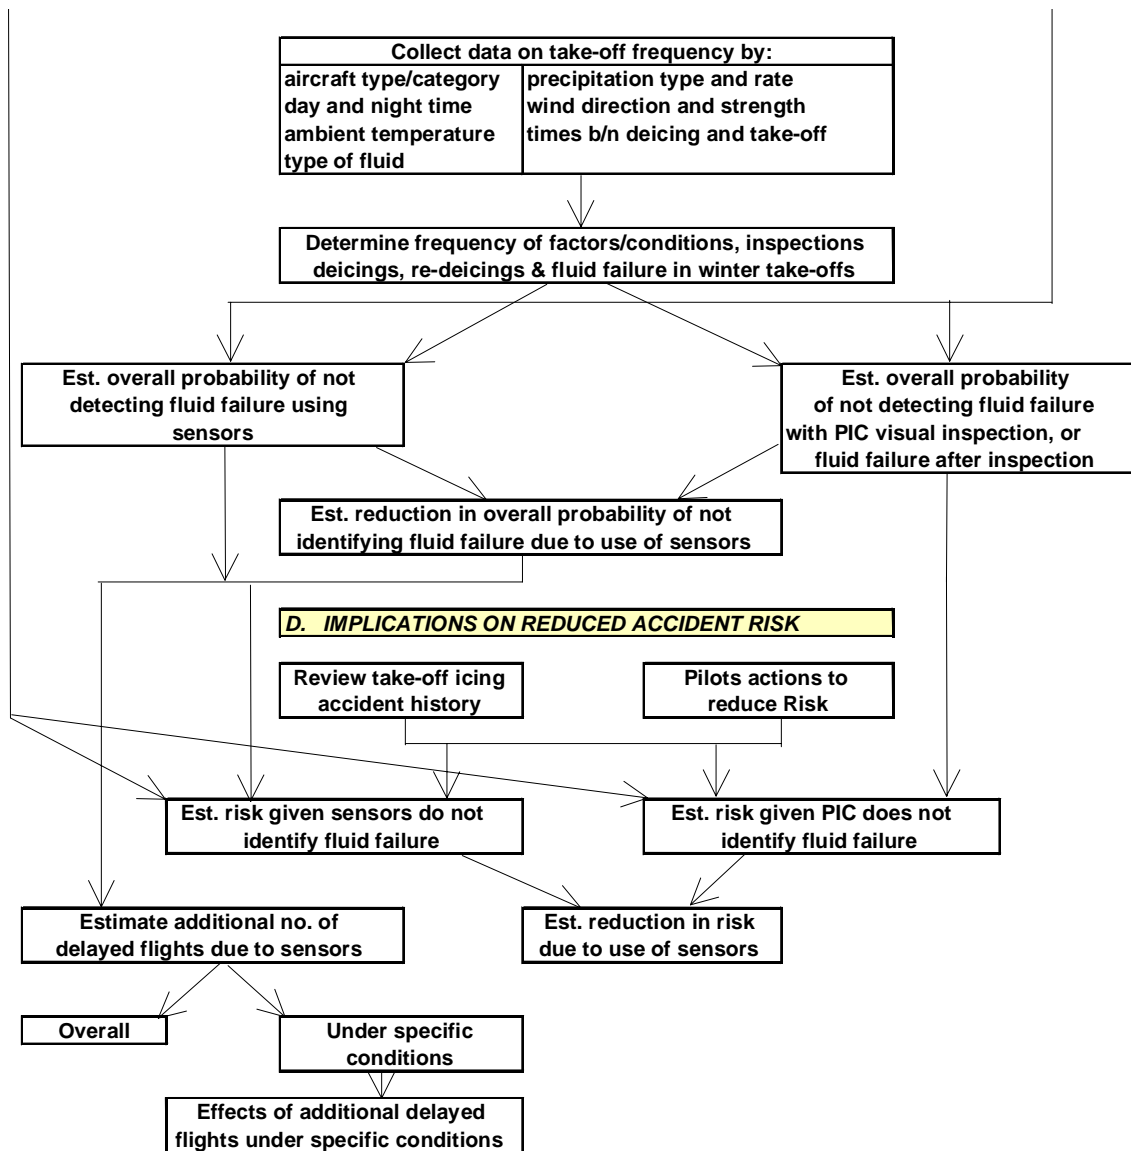 Collect data on take-off frequency by:
aircraft type/category
day and night time
ambient temperature
type of fluid
precipitation type and rate
wind direction and strength
times b/n deicing and take-off
Determine frequency of factors/conditions, inspections
deicings, re-deicings & fluid failure in winter take-offs
Est. overall probability of not
detecting fluid failure using
sensors
Est. overall probability
of not detecting fluid failure
with PIC visual inspection, or
fluid failure after inspection
Est. reduction in overall probability of not
identifying fluid failure due to use of sensors
D. IMPLICATIONS ON REDUCED ACCIDENT RISK
Review take-off icing
accident history
Pilots actions to
reduce Risk
Est. risk given sensors do not
identify fluid failure
Est. risk given PIC does not
identify fluid failure
Estimate additional no. of
delayed flights due to sensors
Est. reduction in risk
due to use of sensors
Overall
Under specific
conditions
Effects of additional delayed
flights under specific conditions